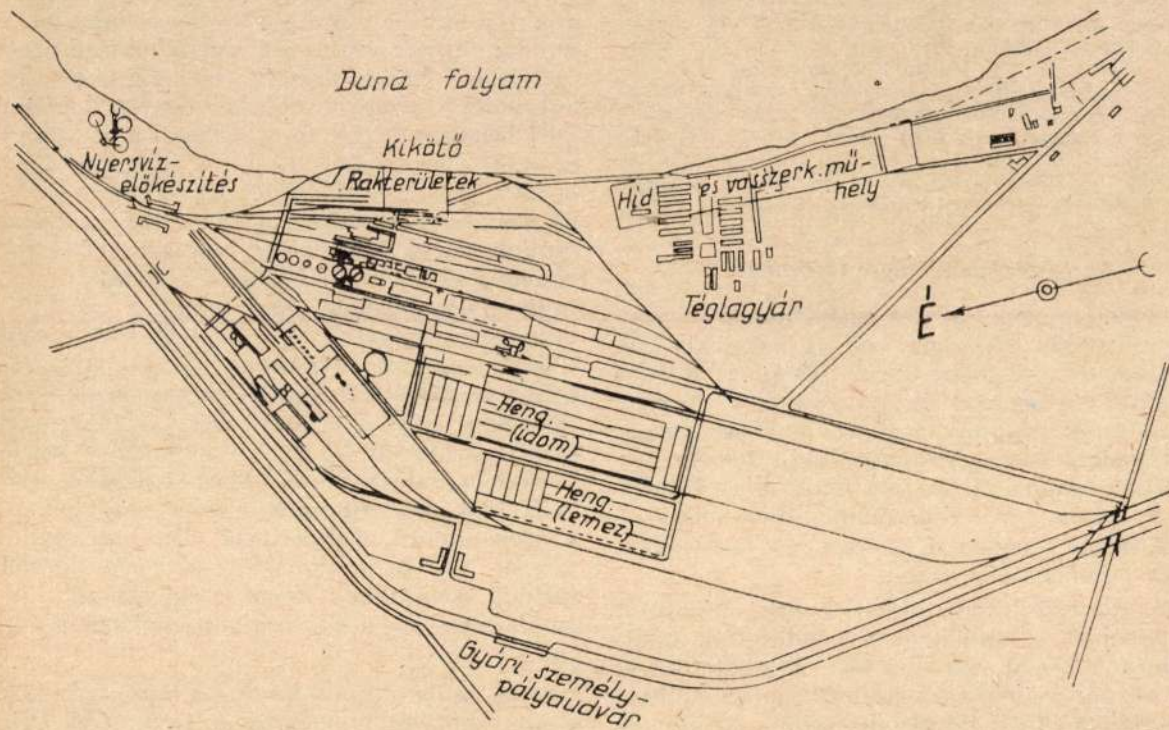 Duna folyam
Kikötő
Nyersvíz-
előkészítés
Rakterületek
Híd és vasszerk. mű-
hely
Téglagyár
É
Heng.
(idom)
Heng.
(lemez)
Gyári személy-
pályaudvar